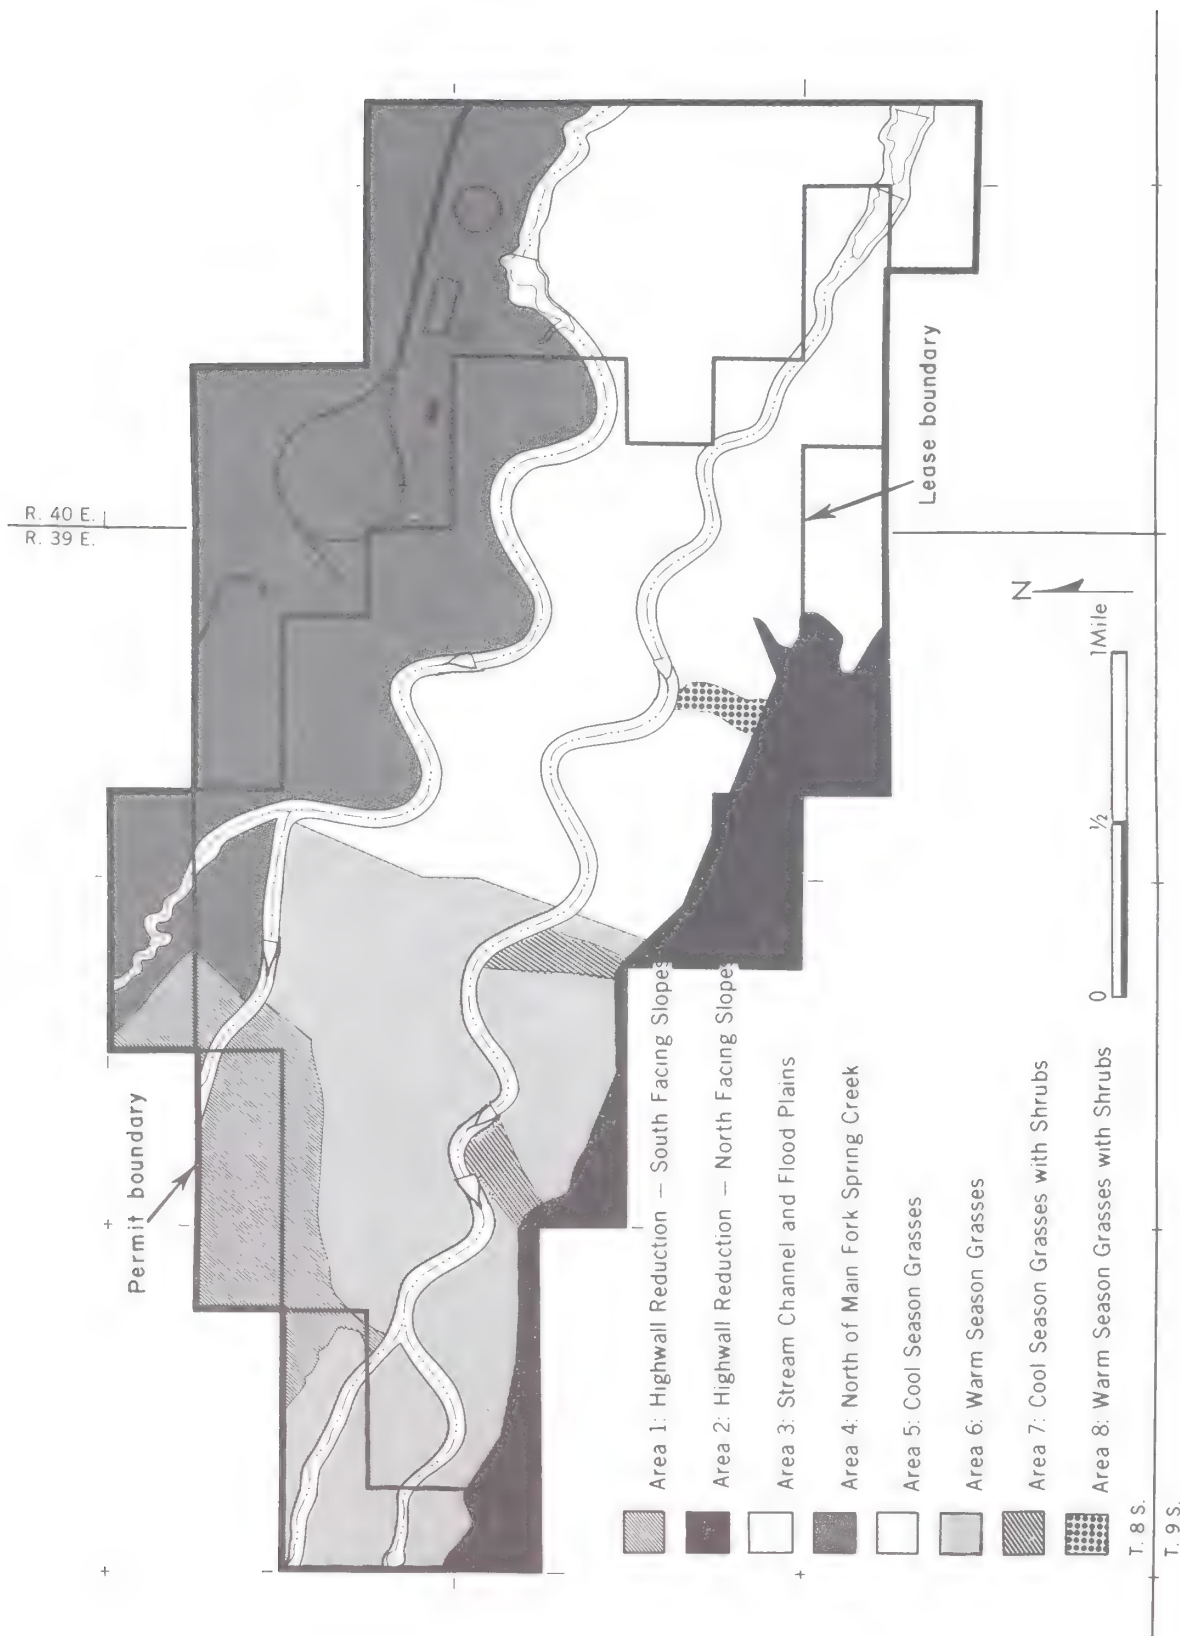 R. 40 E.
R. 39 E.
Permit boundary
Lease boundary
N
0
1/2
1 Mile
Area 1: Highwall Reduction – South Facing Slopes
Area 2: Highwall Reduction – North Facing Slopes
Area 3: Stream Channel and Flood Plains
Area 4: North of Main Fork Spring Creek
Area 5: Cool Season Grasses
Area 6: Warm Season Grasses
Area 7: Cool Season Grasses with Shrubs
Area 8: Warm Season Grasses with Shrubs
T. 8 S.
T. 9 S.